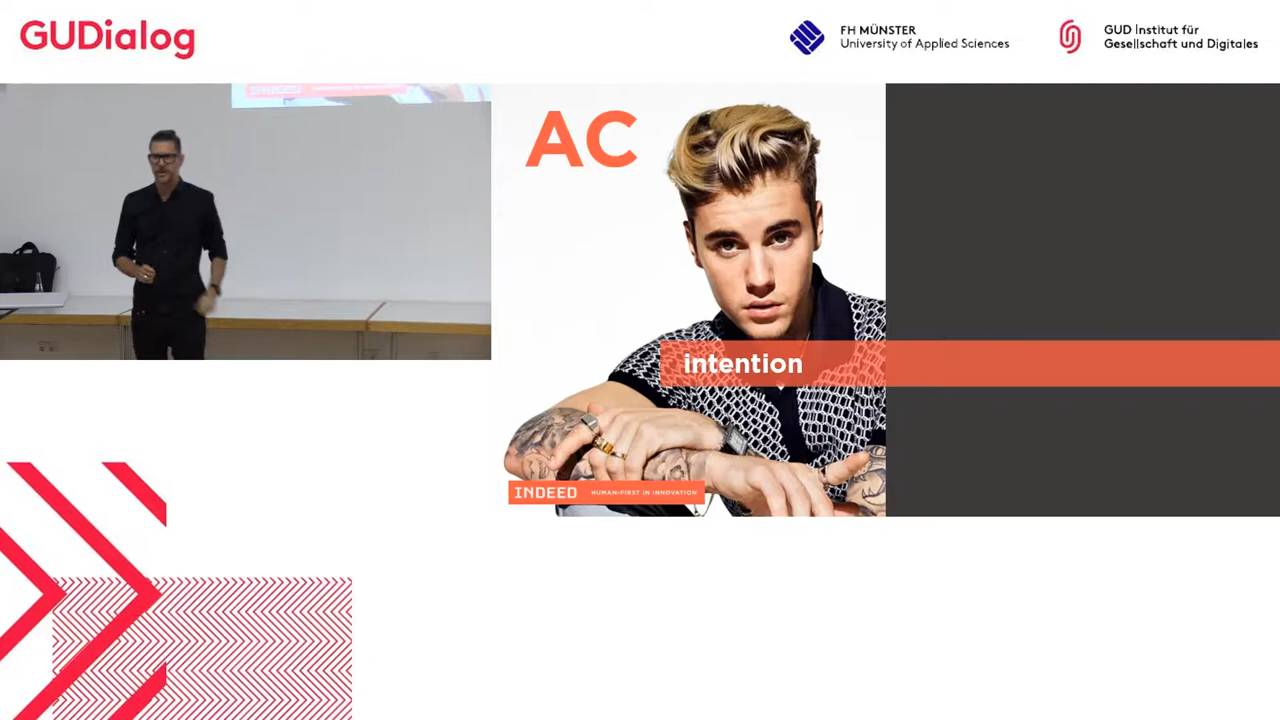 GUDialog
FH MÜNSTER
University of Applied Sciences
GUD Institut für
Gesellschaft und Digitales
AC
intention
INDEED HUMAN-FIRST IN INNOVATION
INDEED